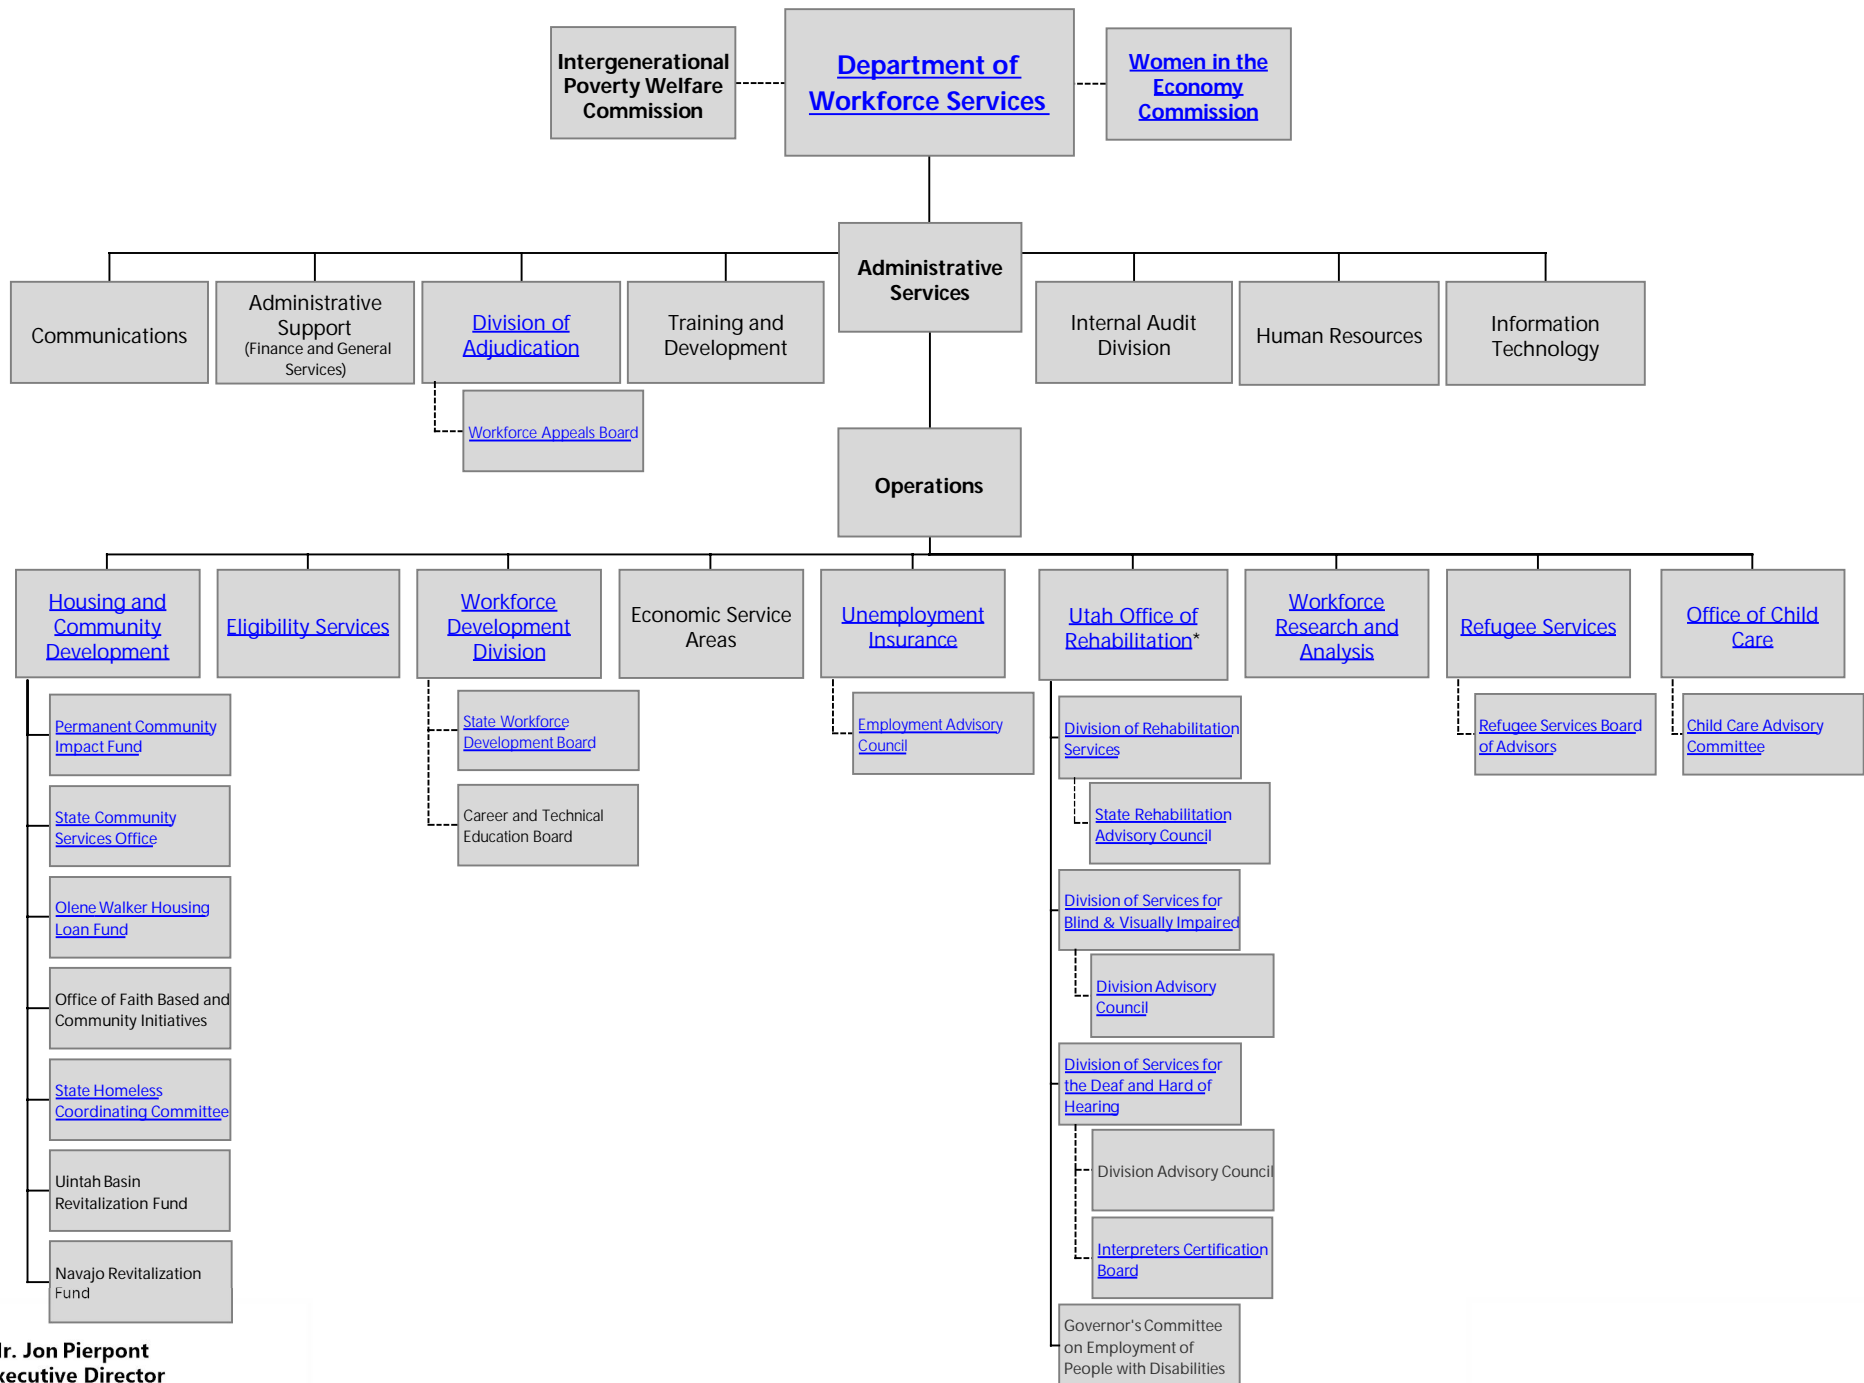 Intergenerational
Poverty Welfare
Commission
Department of
Workforce Services
Women in the
Economy
Commission
Administrative
Services
Communications
Administrative
Support
(Finance and General
Services)
Division of
Adjudication
Training and
Development
Internal Audit
Division
Human Resources
Information
Technology
Workforce Appeals Board
Operations
Housing and
Community
Development
Eligibility Services
Workforce
Development
Division
Economic Service
Areas
Unemployment
Insurance
Utah Office of
Rehabilitation*
Workforce
Research and
Analysis
Refugee Services
Office of Child
Care
Permanent Community
Impact Fund
State Community
Services Office
Olene Walker Housing
Loan Fund
Office of Faith Based and
Community Initiatives
State Homeless
Coordinating Committee
Uintah Basin
Revitalization Fund
Navajo Revitalization
Fund
State Workforce
Development Board
Career and Technical
Education Board
Employment Advisory
Council
Division of Rehabilitation
Services
State Rehabilitation
Advisory Council
Division of Services for
Blind & Visually Impaired
Division Advisory
Council
Division of Services for
the Deaf and Hard of
Hearing
Division Advisory Council
Interpreters Certification
Board
Governor's Committee
on Employment of
People with Disabilities
Refugee Services Board
of Advisors
Child Care Advisory
Committee
Jon Pierpont
Director